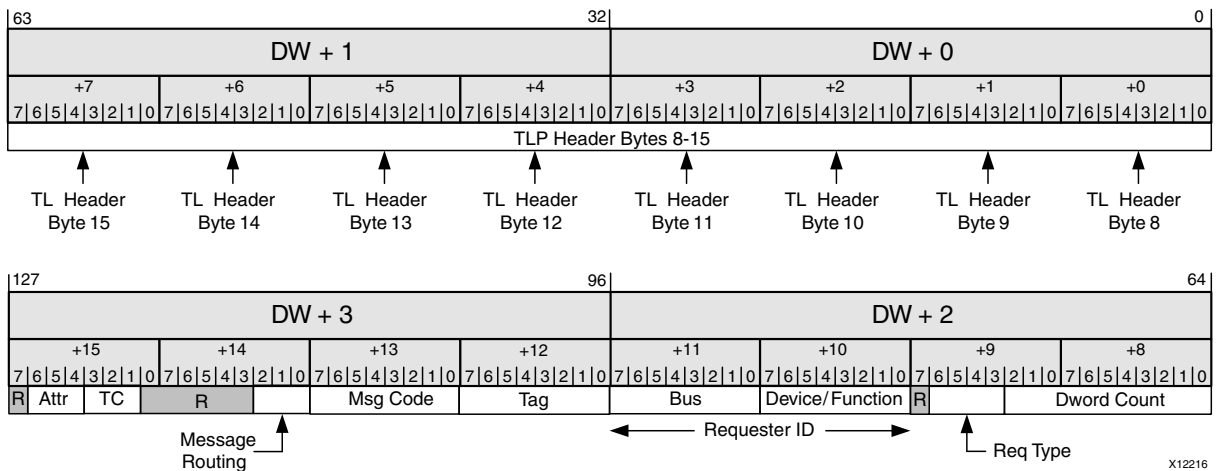 63 32 0
DW + 1 DW + 0
+7 +6 +5 +4 +3 +2 +1 +0
7 6 5 4 3 2 1 0 7 6 5 4 3 2 1 0 7 6 5 4 3 2 1 0 7 6 5 4 3 2 1 0 7 6 5 4 3 2 1 0 7 6 5 4 3 2 1 0 7 6 5 4 3 2 1 0 7 6 5 4 3 2 1 0
TLP Header Bytes 8-15
TL Header TL Header TL Header TL Header TL Header TL Header TL Header TL Header
Byte 15 Byte 14 Byte 13 Byte 12 Byte 11 Byte 10 Byte 9 Byte 8
127 96 64
DW + 3 DW + 2
+15 +14 +13 +12 +11 +10 +9 +8
7 6 5 4 3 2 1 0 7 6 5 4 3 2 1 0 7 6 5 4 3 2 1 0 7 6 5 4 3 2 1 0 7 6 5 4 3 2 1 0 7 6 5 4 3 2 1 0 7 6 5 4 3 2 1 0 7 6 5 4 3 2 1 0
R Attr TC R Msg Code Tag Bus Device/Function R Dword Count
Message Requester ID Req Type
Routing
X12216